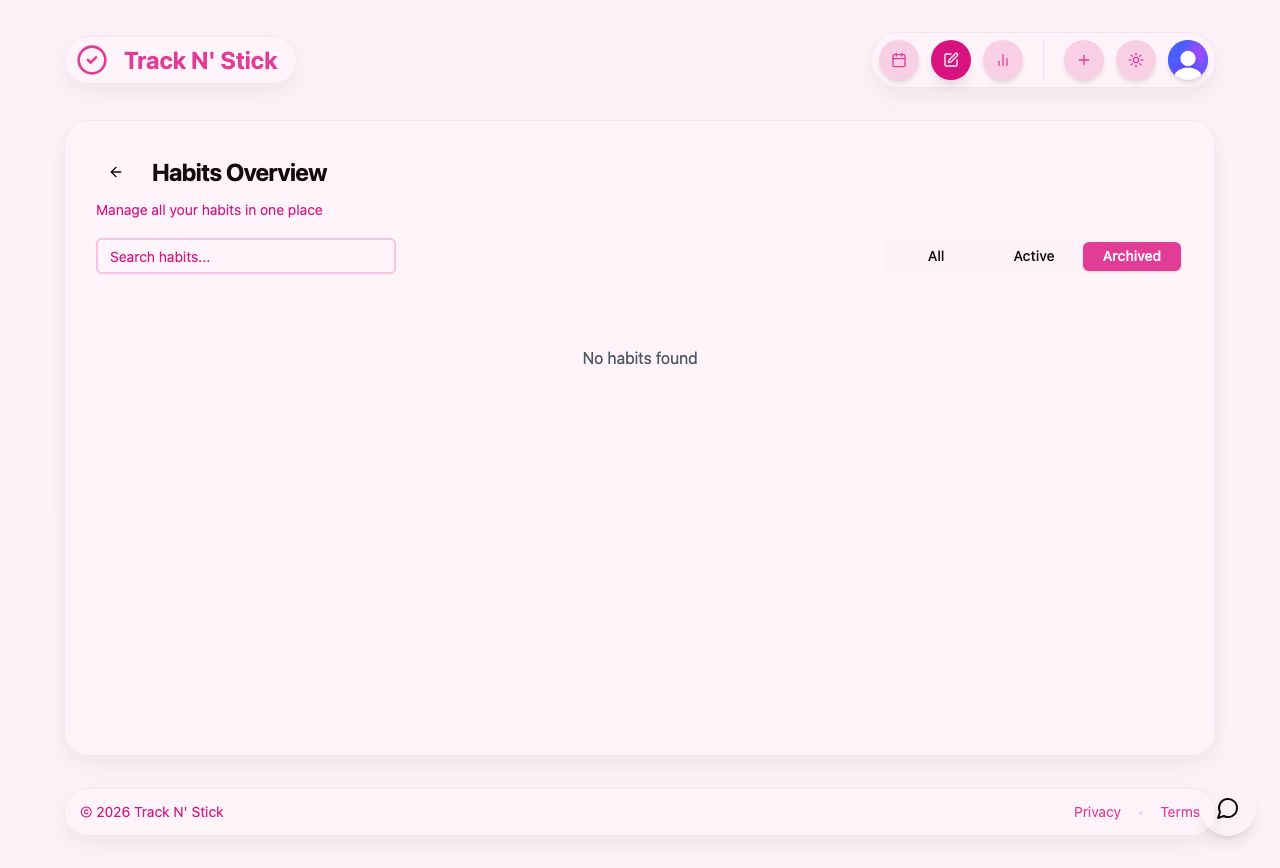 Track N' Stick
Habits Overview
Manage all your habits in one place
Search habits...
All
Active
Archived
No habits found
© 2026 Track N' Stick
Privacy
•
Terms